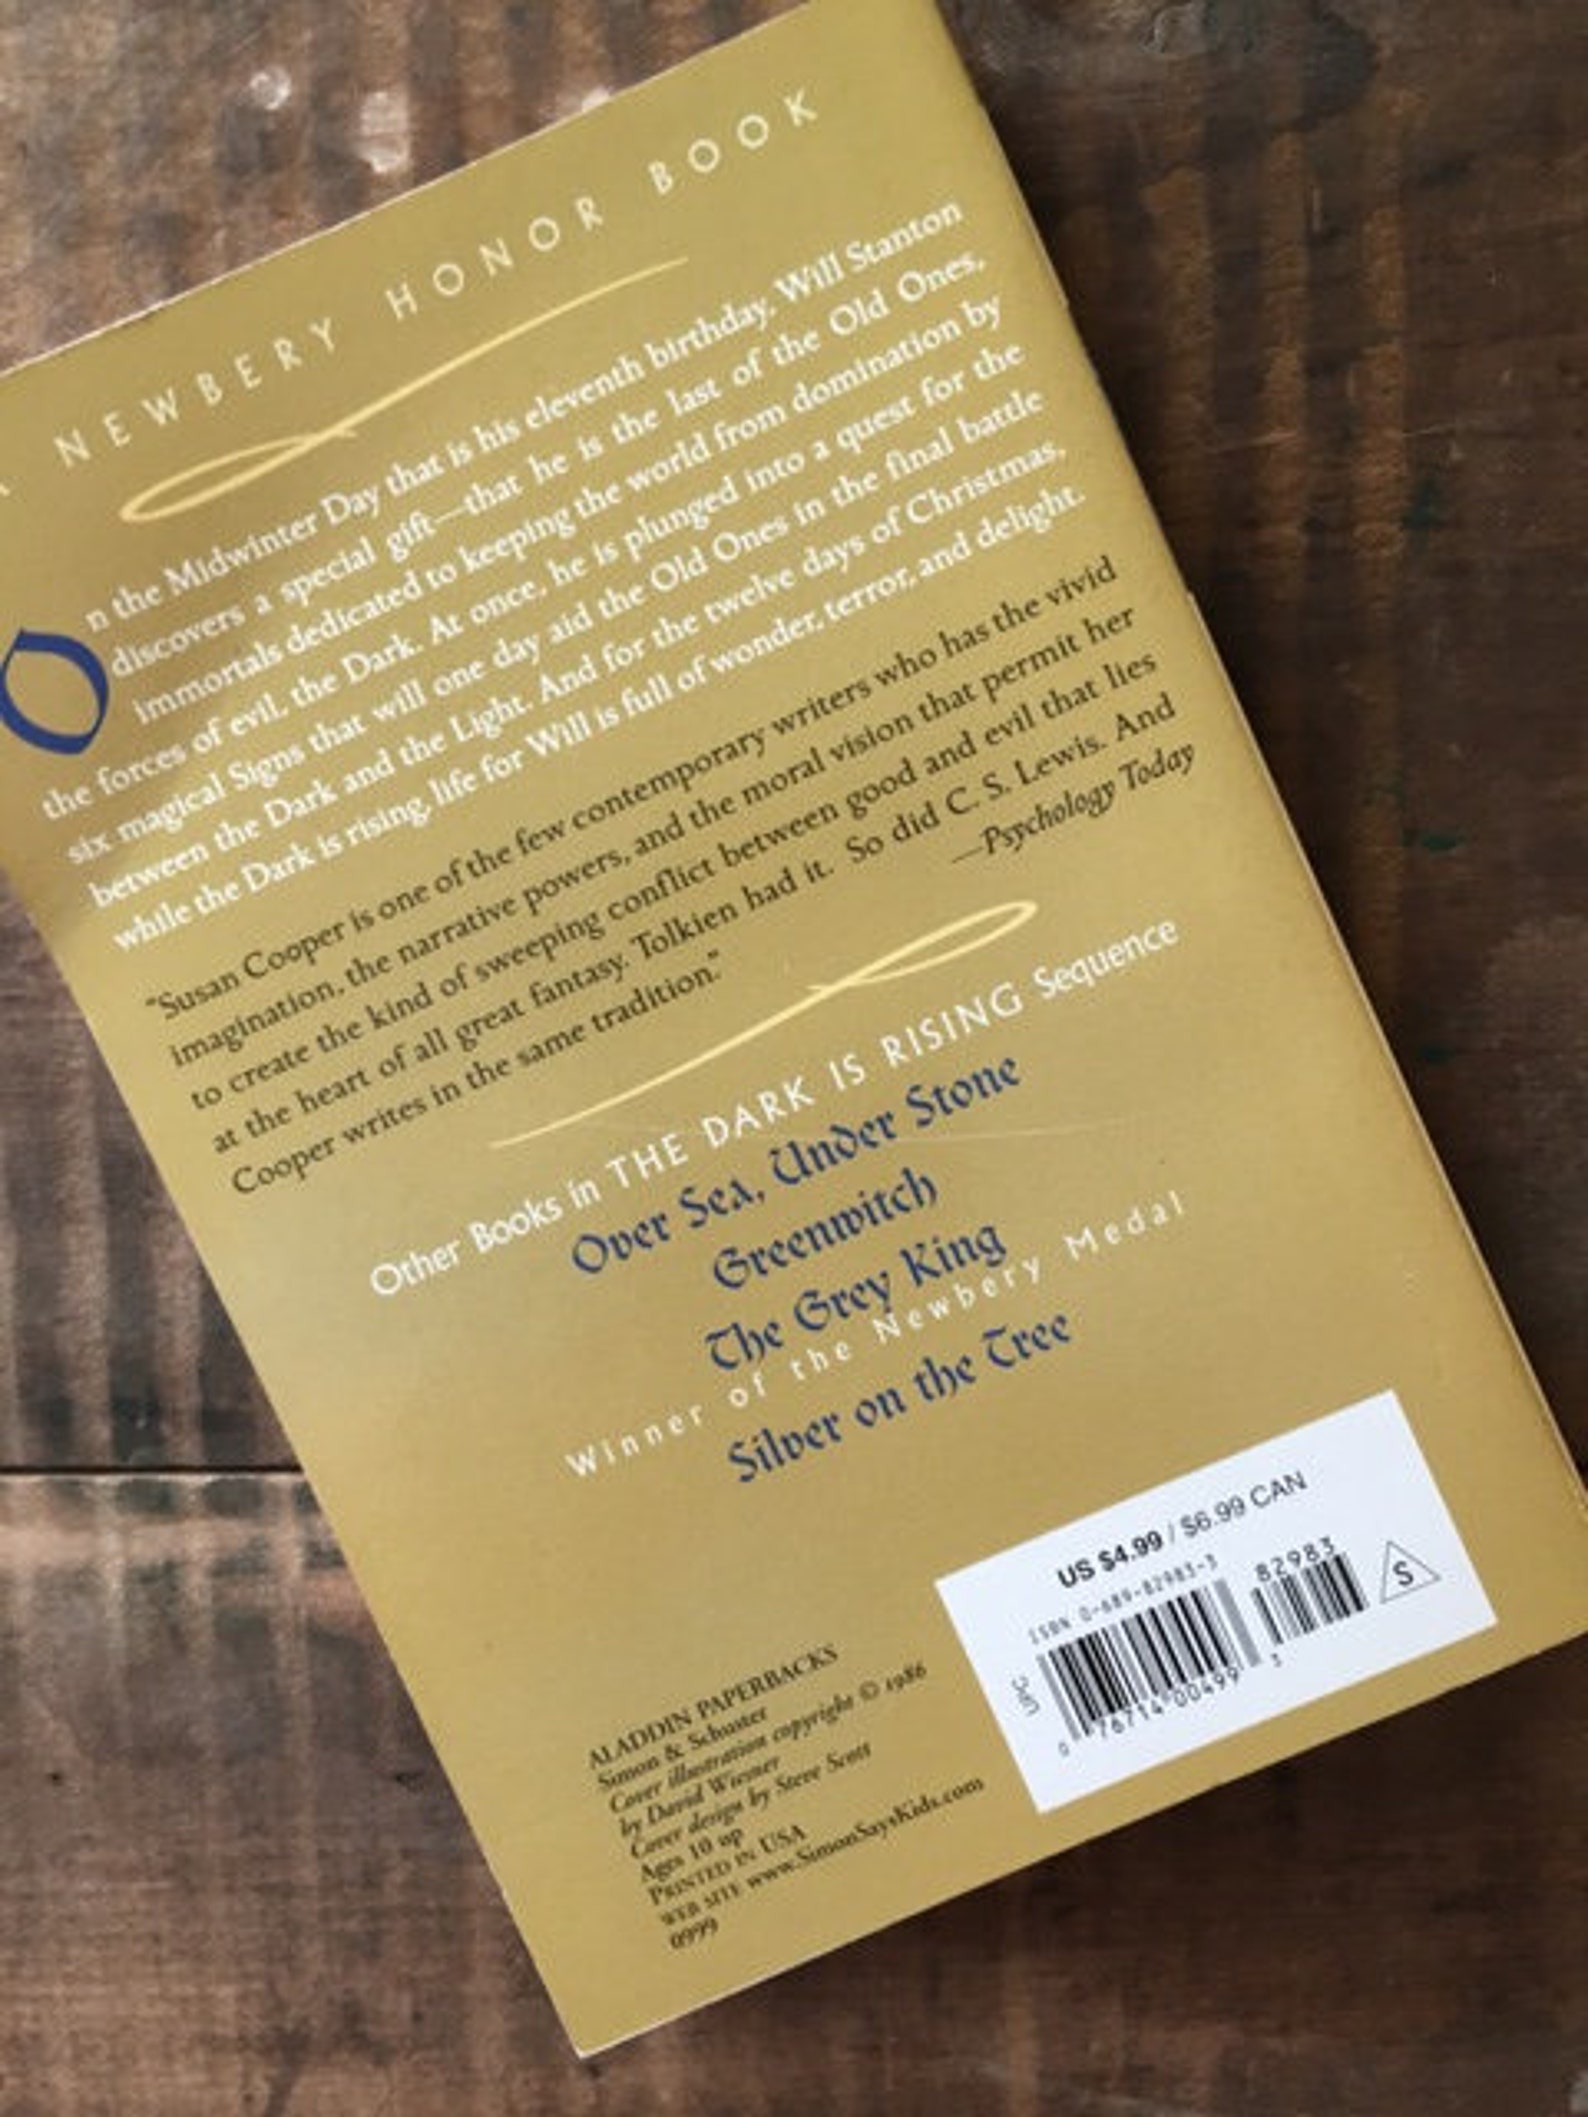 A NEWBERY HONOR BOOK
On the Midwinter Day that is his eleventh birthday, Will Stanton
discovers a special gift—that he is the last of the Old Ones,
immortals dedicated to keeping the world from domination by
the forces of evil, the Dark. At once, he is plunged into a quest for the
six magical Signs that will one day aid the Old Ones in the final battle
between the Dark and the Light. And for the twelve days of Christmas,
while the Dark is rising, life for Will is full of wonder, terror, and delight.
"Susan Cooper is one of the few contemporary writers who has the vivid
imagination, the narrative powers, and the moral vision that permit her
to create the kind of sweeping conflict between good and evil that lies
at the heart of all great fantasy. Tolkien had it. So did C. S. Lewis. And
Cooper writes in the same tradition."
—Psychology Today
Other Books in THE DARK IS RISING Sequence
Over Sea, Under Stone
Greenwitch
The Grey King
Winner of the Newbery Medal
Silver on the Tree
US $4.99 / $6.99 CAN
ISBN 0-689-82983-3
82983
S
UPC
0 76714 00499 3
ALADDIN PAPERBACKS
Simon & Schuster
Cover illustration copyright © 1986
by David Wiesner
Cover design by Steve Scott
Ages 10 up
PRINTED IN USA
WEB SITE www.SimonSaysKids.com
0999